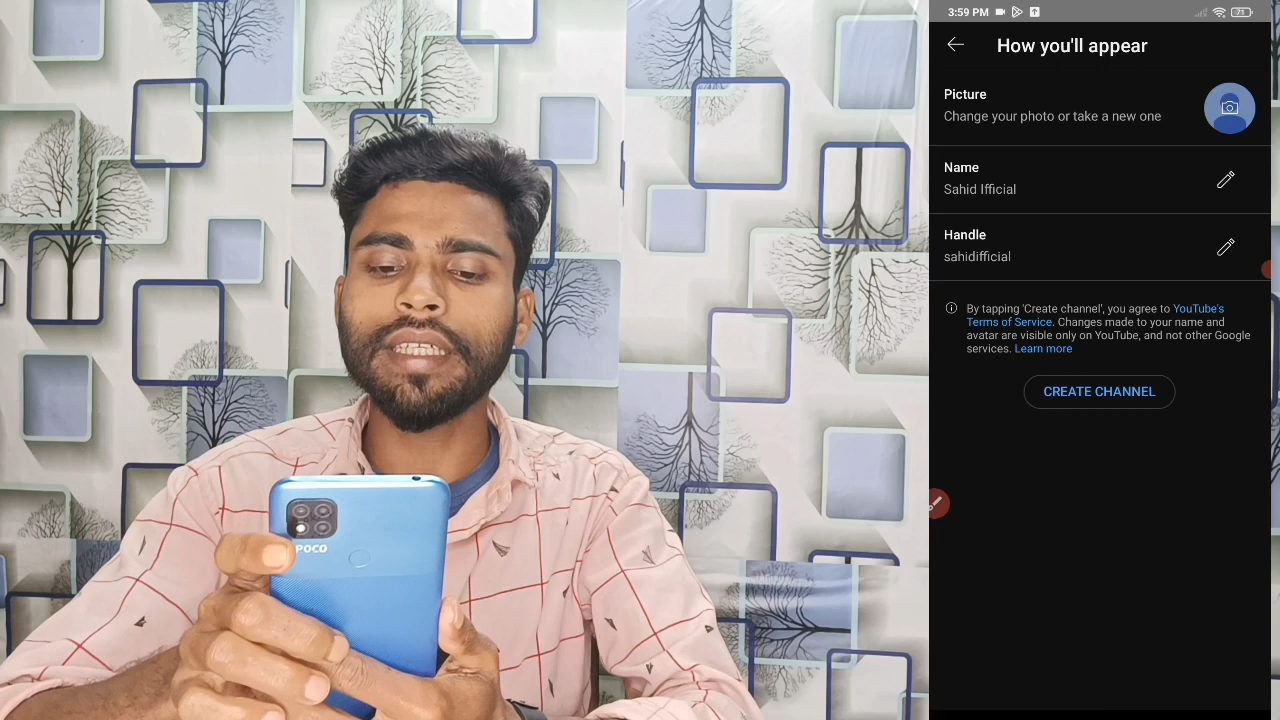 3:59 PM
71
How you'll appear
Picture
Change your photo or take a new one
Name
Sahid Ifficial
Handle
sahidifficial
By tapping 'Create channel', you agree to YouTube's
Terms of Service. Changes made to your name and
avatar are visible only on YouTube, and not other Google
services. Learn more
CREATE CHANNEL
POCO